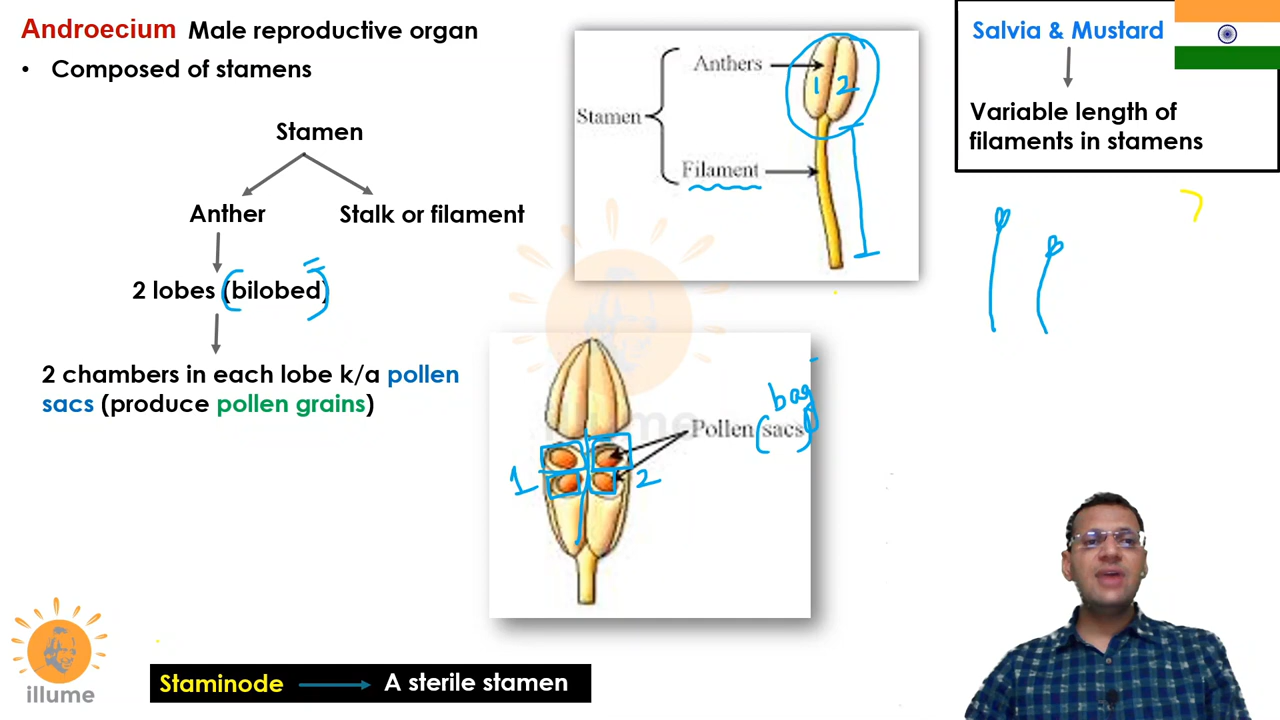 Androecium Male reproductive organ
• Composed of stamens
Stamen
Anther
Stalk or filament
2 lobes (bilobed)
2 chambers in each lobe k/a pollen
sacs (produce pollen grains)
Anthers
1 2
Stamen
Filament
Salvia & Mustard
Variable length of
filaments in stamens
bag
Pollen (sacs)
1 2
illume
illume
Staminode
A sterile stamen